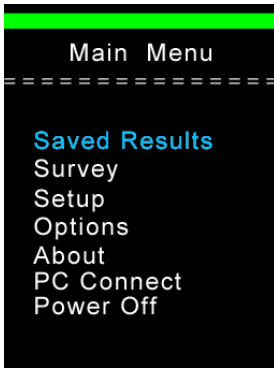 Main Menu
==================
Saved Results
Survey
Setup
Options
About
PC Connect
Power Off